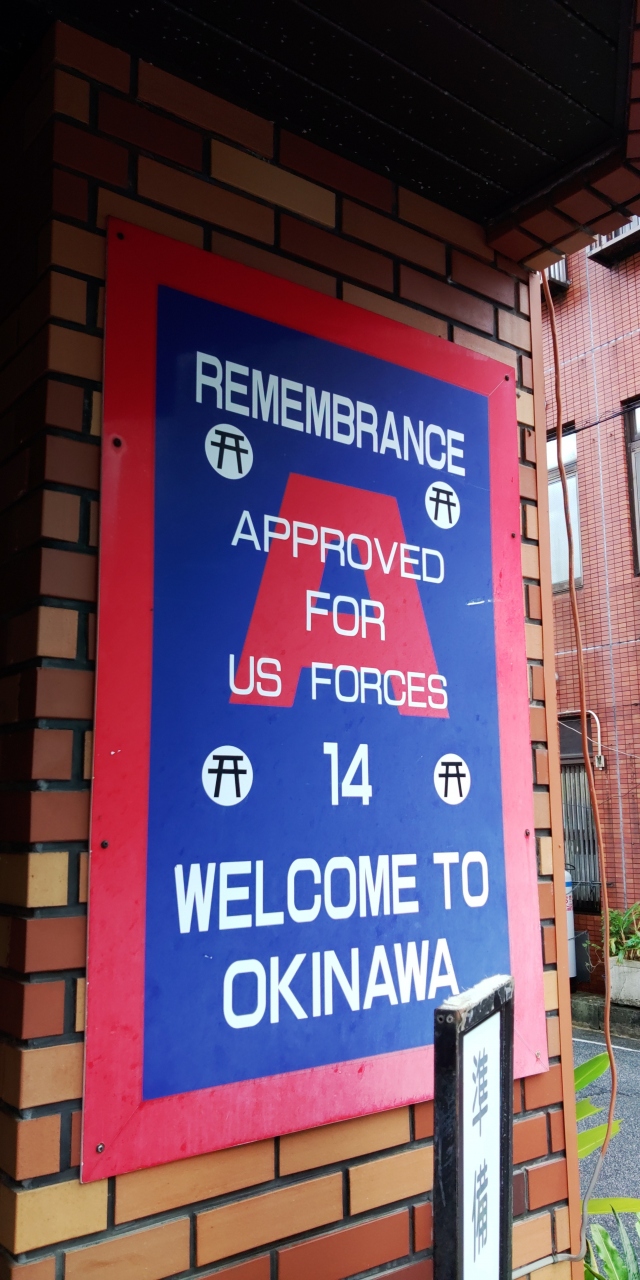 REMEMBRANCE
A
APPROVED
FOR
US FORCES
14
WELCOME TO
OKINAWA
準備